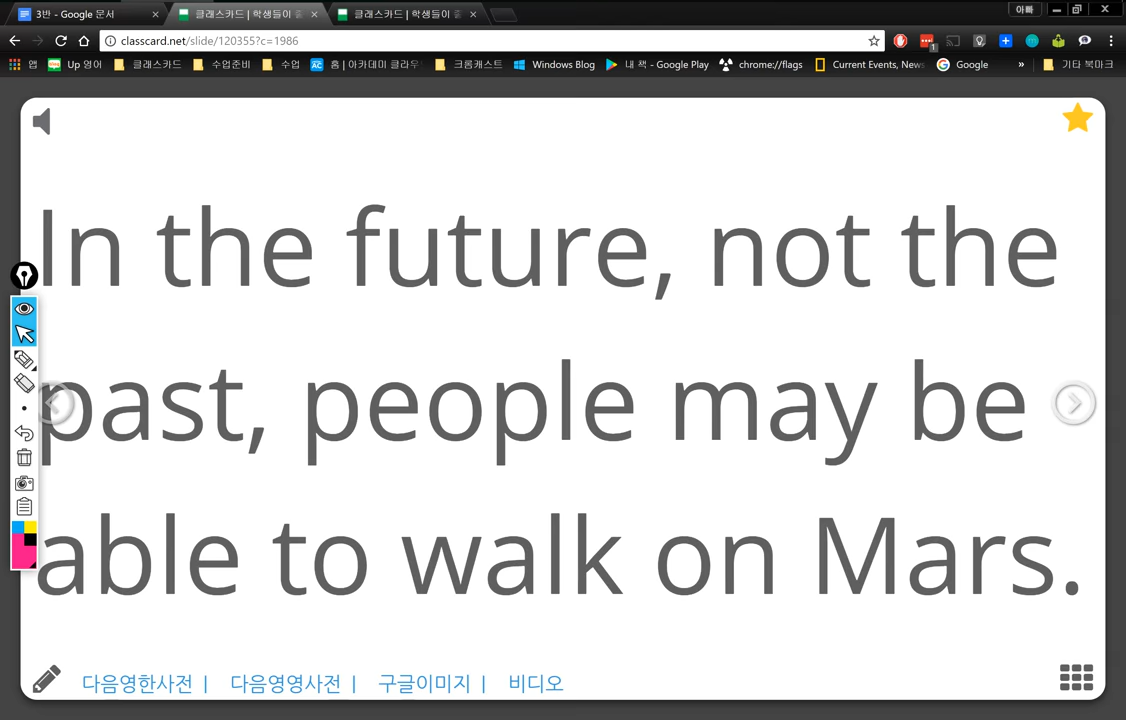 3반 - Google 문서
클래스카드 | 학생들이 좋
클래스카드 | 학생들이 좋
아빠
classcard.net/slide/120355?c=1986
앱 Up 영어 클래스카드 수업준비 수업 홈 | 아카데미 클라우 크롬캐스트 Windows Blog 내 책 - Google Play chrome://flags Current Events, News Google » 기타 북마크
In the future, not the
past, people may be
able to walk on Mars.
다음영한사전 | 다음영영사전 | 구글이미지 | 비디오